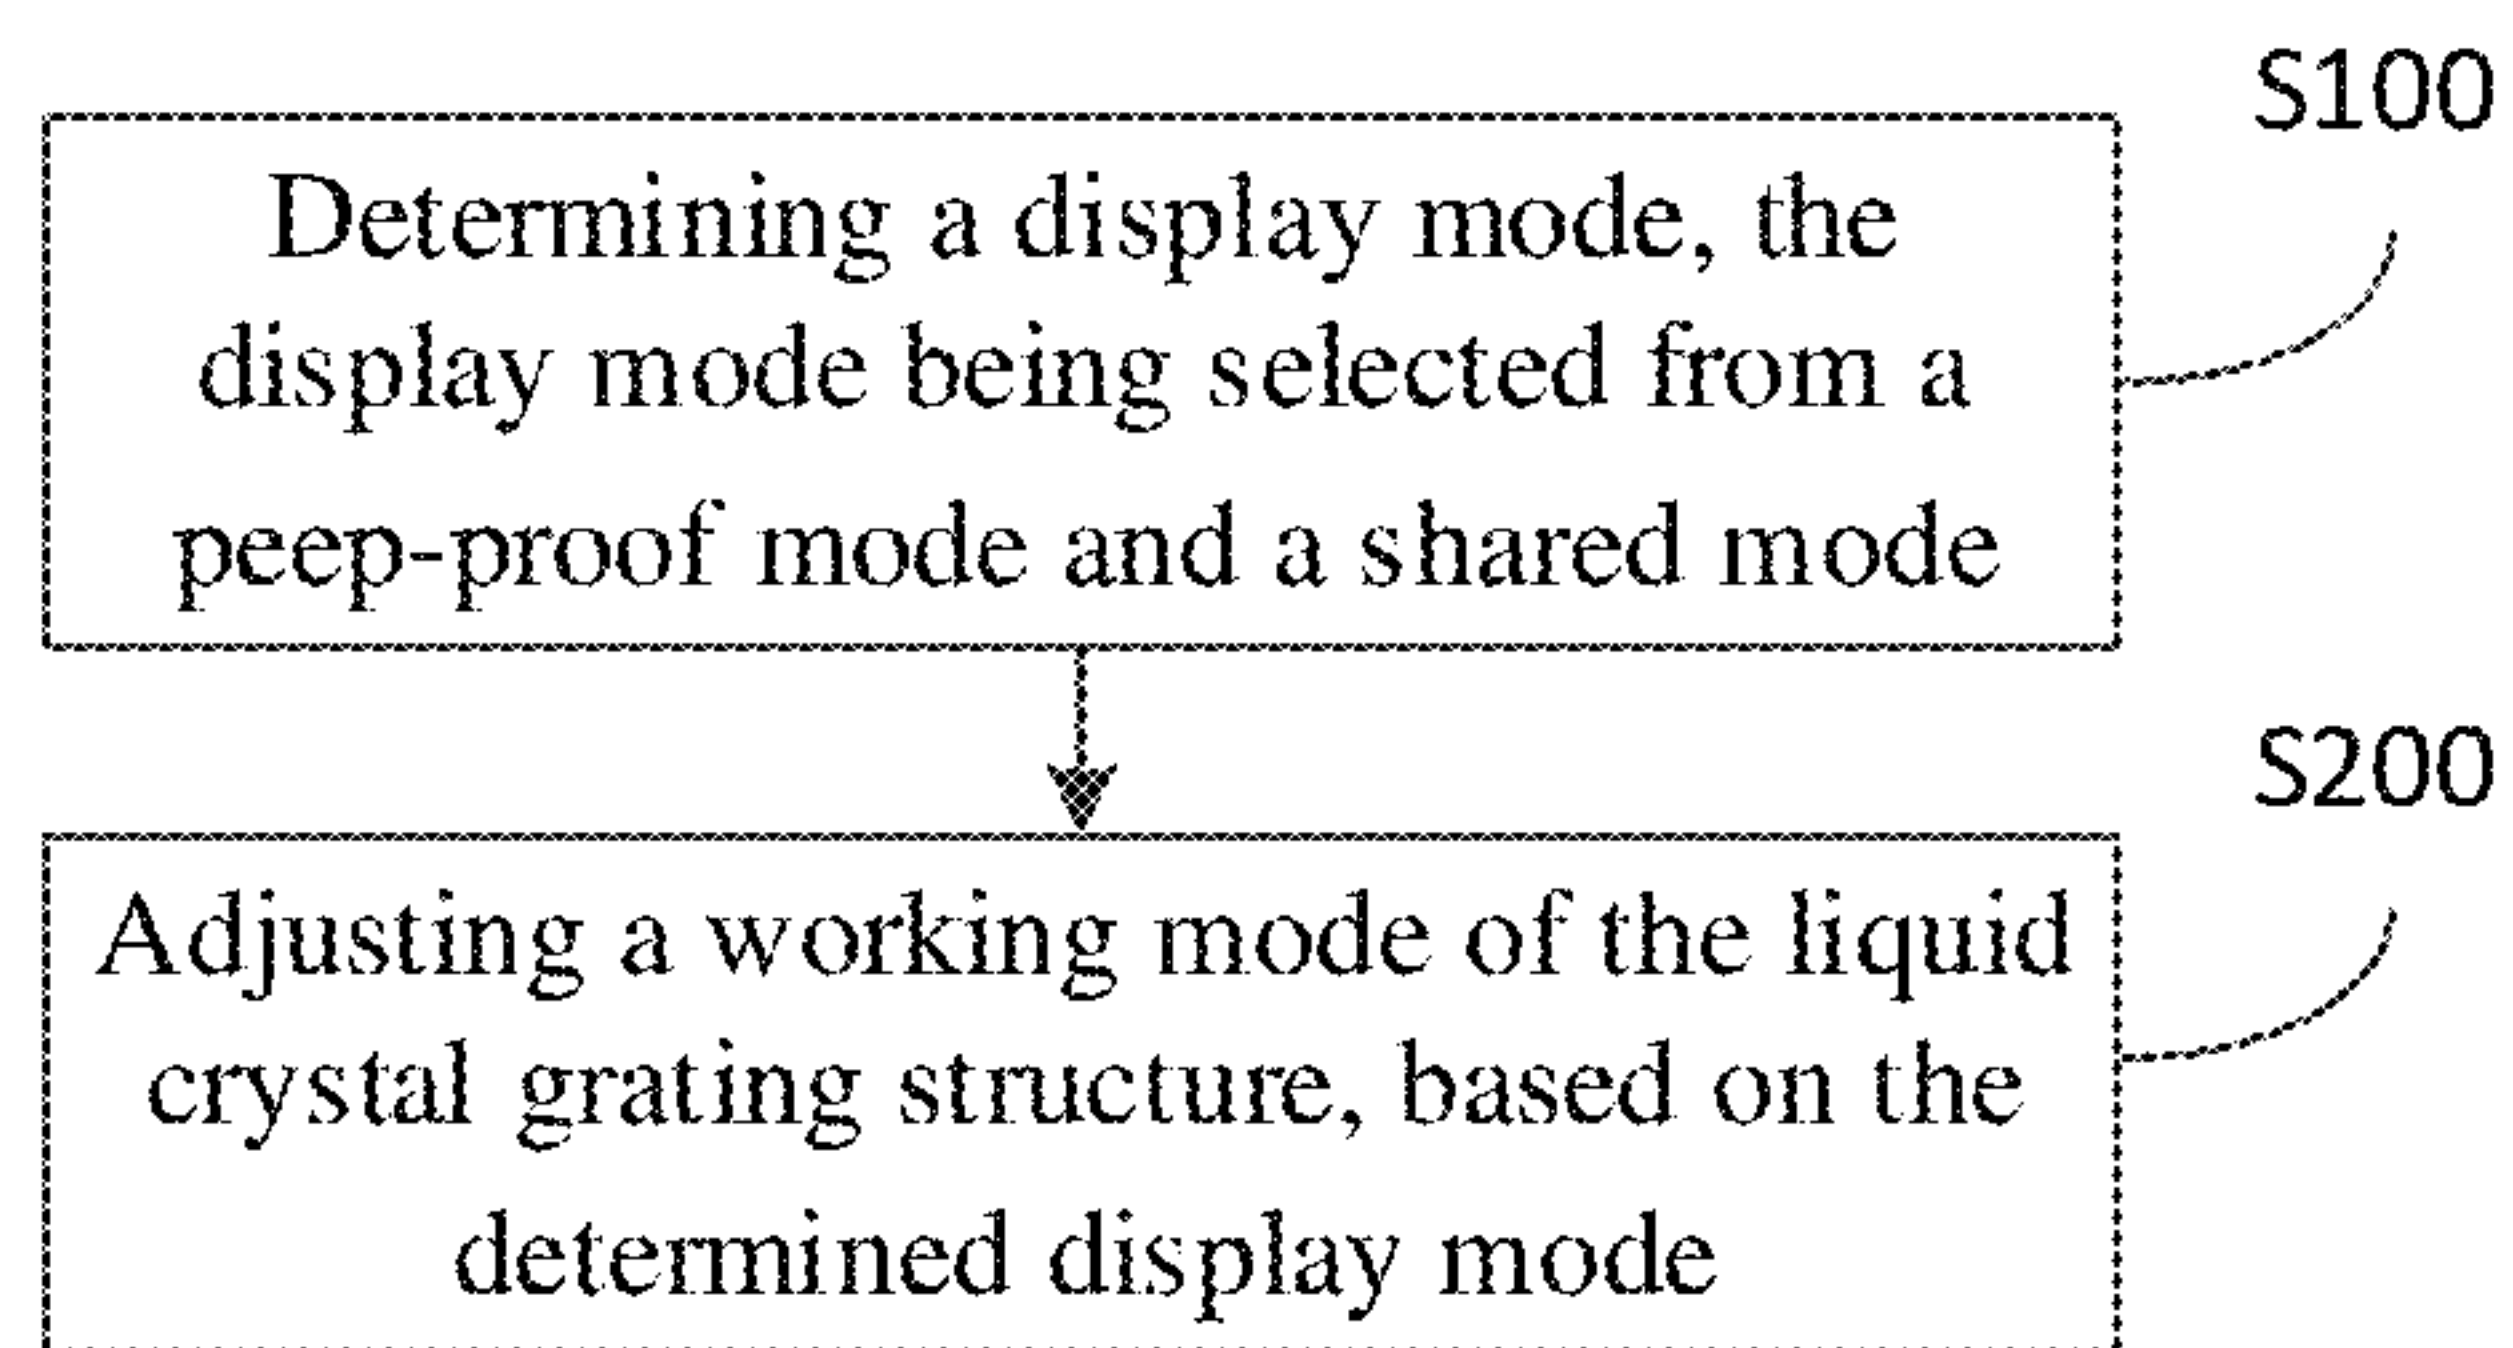 S100
Determining a display mode, the
display mode being selected from a
peep-proof mode and a shared mode
S200
Adjusting a working mode of the liquid
crystal grating structure, based on the
determined display mode